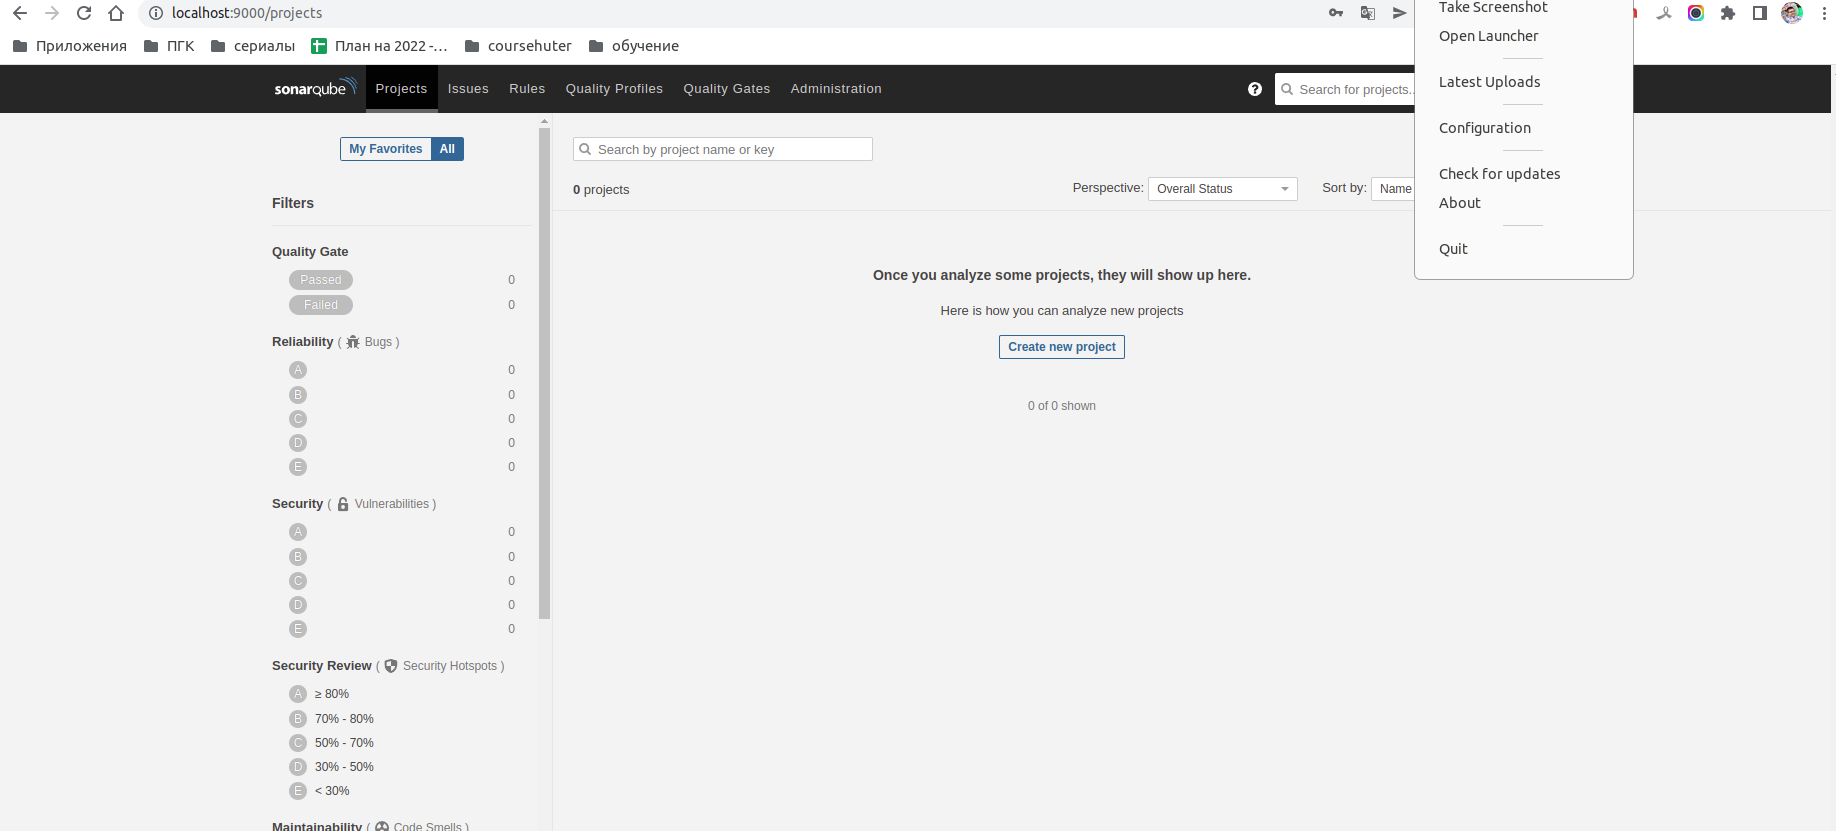 localhost:9000/projects
Take Screenshot
Open Launcher
Latest Uploads
Configuration
Check for updates
About
Quit
Приложения ПГК сериалы План на 2022 -... coursehuter обучение
sonarqube Projects Issues Rules Quality Profiles Quality Gates Administration ? Search for projects...
My Favorites All
Search by project name or key
0 projects Perspective: Overall Status Sort by: Name
Filters
Quality Gate
Passed 0
Failed 0
Reliability ( Bugs )
A 0
B 0
C 0
D 0
E 0
Security ( Vulnerabilities )
A 0
B 0
C 0
D 0
E 0
Security Review ( Security Hotspots )
A ≥ 80%
B 70% - 80%
C 50% - 70%
D 30% - 50%
E < 30%
Maintainability ( Code Smells )
Once you analyze some projects, they will show up here.
Here is how you can analyze new projects
Create new project
0 of 0 shown